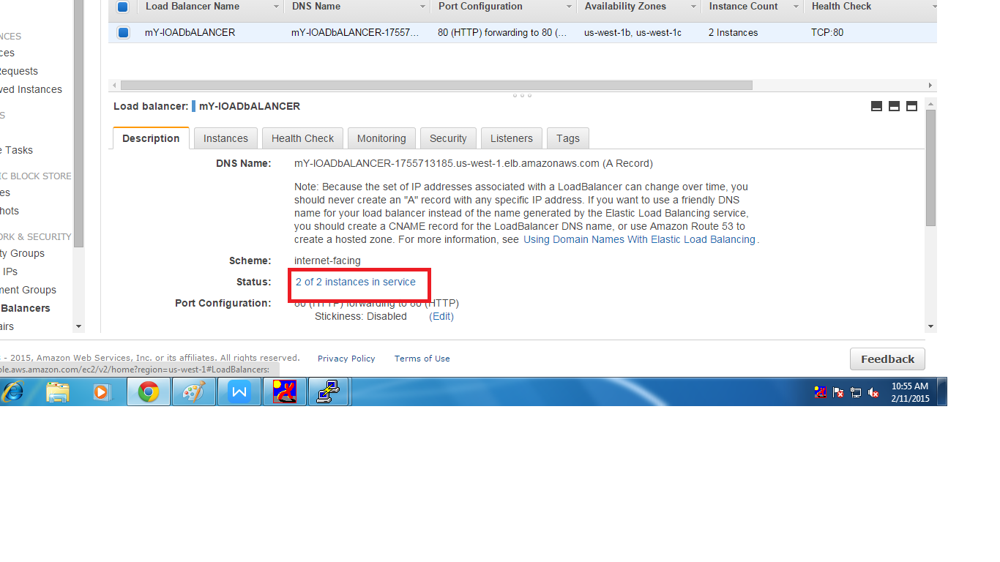 Load Balancer Name DNS Name Port Configuration Availability Zones Instance Count Health Check
mY-lOADbALANCER mY-lOADbALANCER-17557... 80 (HTTP) forwarding to 80 (... us-west-1b, us-west-1c 2 Instances TCP:80
NCES
ces
Requests
ved Instances
S
e Tasks
IC BLOCK STORE
es
hots
ORK & SECURITY
ty Groups
IPs
ment Groups
Balancers
airs
Load balancer: mY-lOADbALANCER
Description Instances Health Check Monitoring Security Listeners Tags
DNS Name: mY-lOADbALANCER-1755713185.us-west-1.elb.amazonaws.com (A Record)
Note: Because the set of IP addresses associated with a LoadBalancer can change over time, you
should never create an "A" record with any specific IP address. If you want to use a friendly DNS
name for your load balancer instead of the name generated by the Elastic Load Balancing service,
you should create a CNAME record for the LoadBalancer DNS name, or use Amazon Route 53 to
create a hosted zone. For more information, see Using Domain Names With Elastic Load Balancing.
Scheme: internet-facing
Status: 2 of 2 instances in service
Port Configuration: 80 (HTTP) forwarding to 80 (HTTP)
Stickiness: Disabled (Edit)
- 2015, Amazon Web Services, Inc. or its affiliates. All rights reserved. Privacy Policy Terms of Use
Feedback
ole.aws.amazon.com/ec2/v2/home?region=us-west-1#LoadBalancers:
10:55 AM
2/11/2015